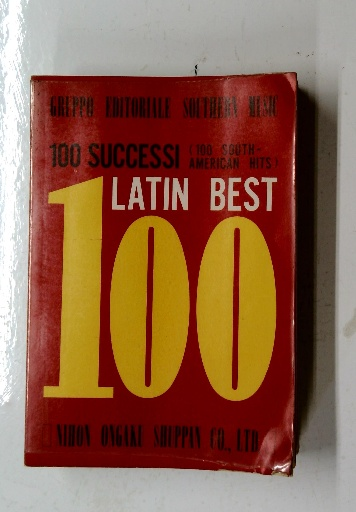 GRUPPO EDITORIALE SOUTHERN MUSIC
100 SUCCESSI (100 SOUTH-
AMERICAN HITS)
LATIN BEST
100
NIHON ONGAKU SHUPPAN CO., LTD.